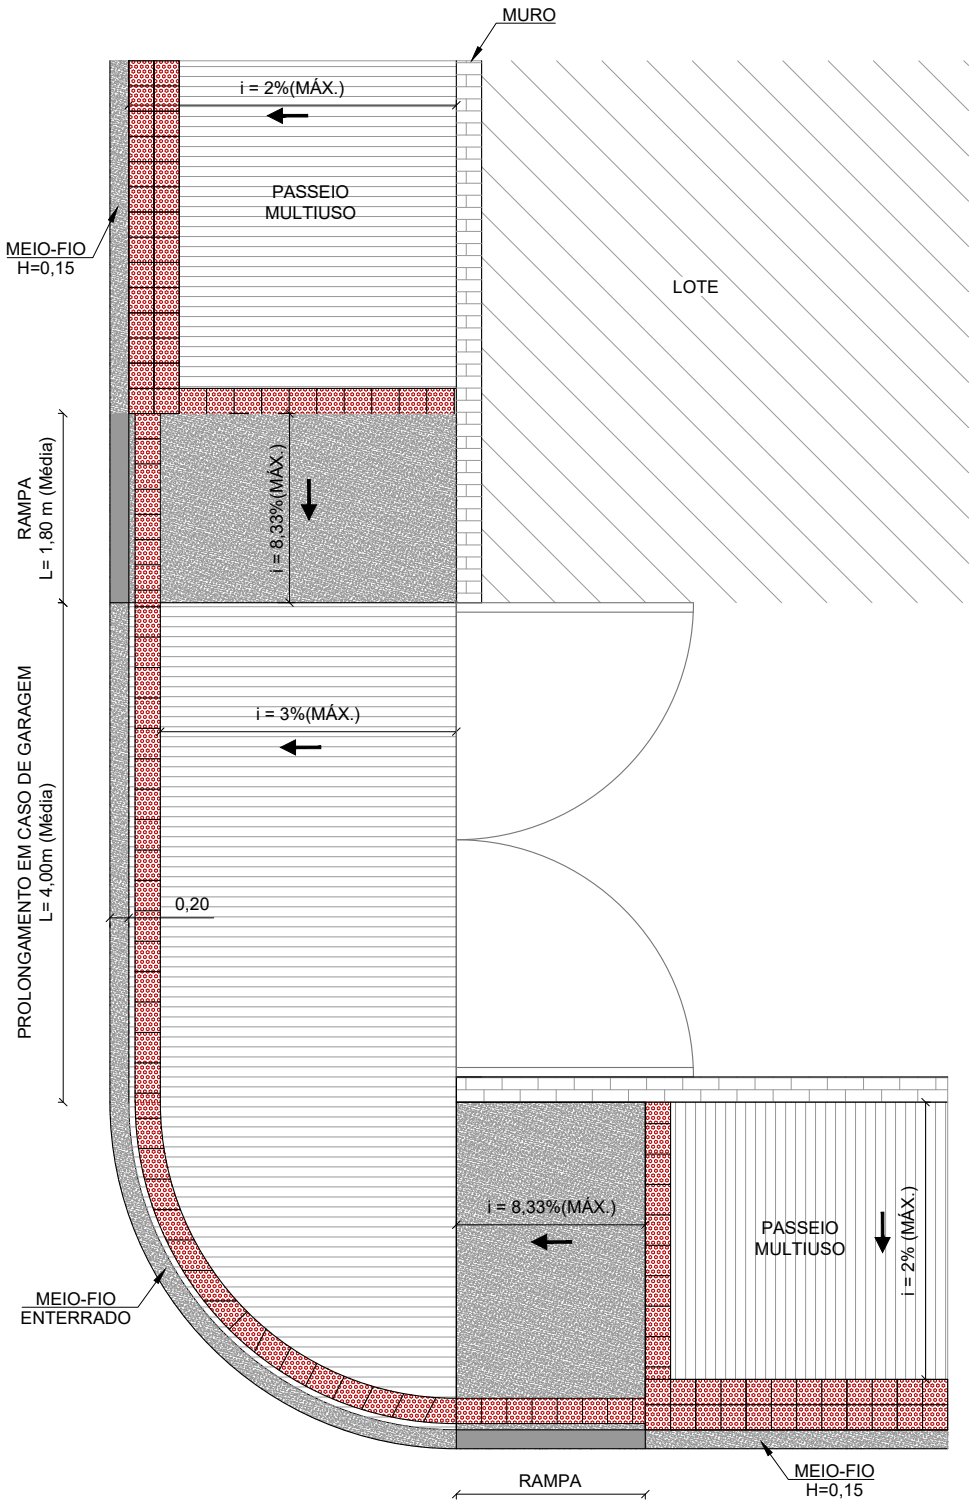 MURO
i = 2%(MÁX.)
PASSEIO
MULTIUSO
MEIO-FIO
H=0,15
LOTE
RAMPA
L= 1,80 m (Média)
i = 8,33%(MÁX.)
PROLONGAMENTO EM CASO DE GARAGEM
L= 4,00m (Média)
i = 3%(MÁX.)
0,20
i = 8,33%(MÁX.)
PASSEIO
MULTIUSO
i = 2% (MÁX.)
MEIO-FIO
ENTERRADO
RAMPA
MEIO-FIO
H=0,15